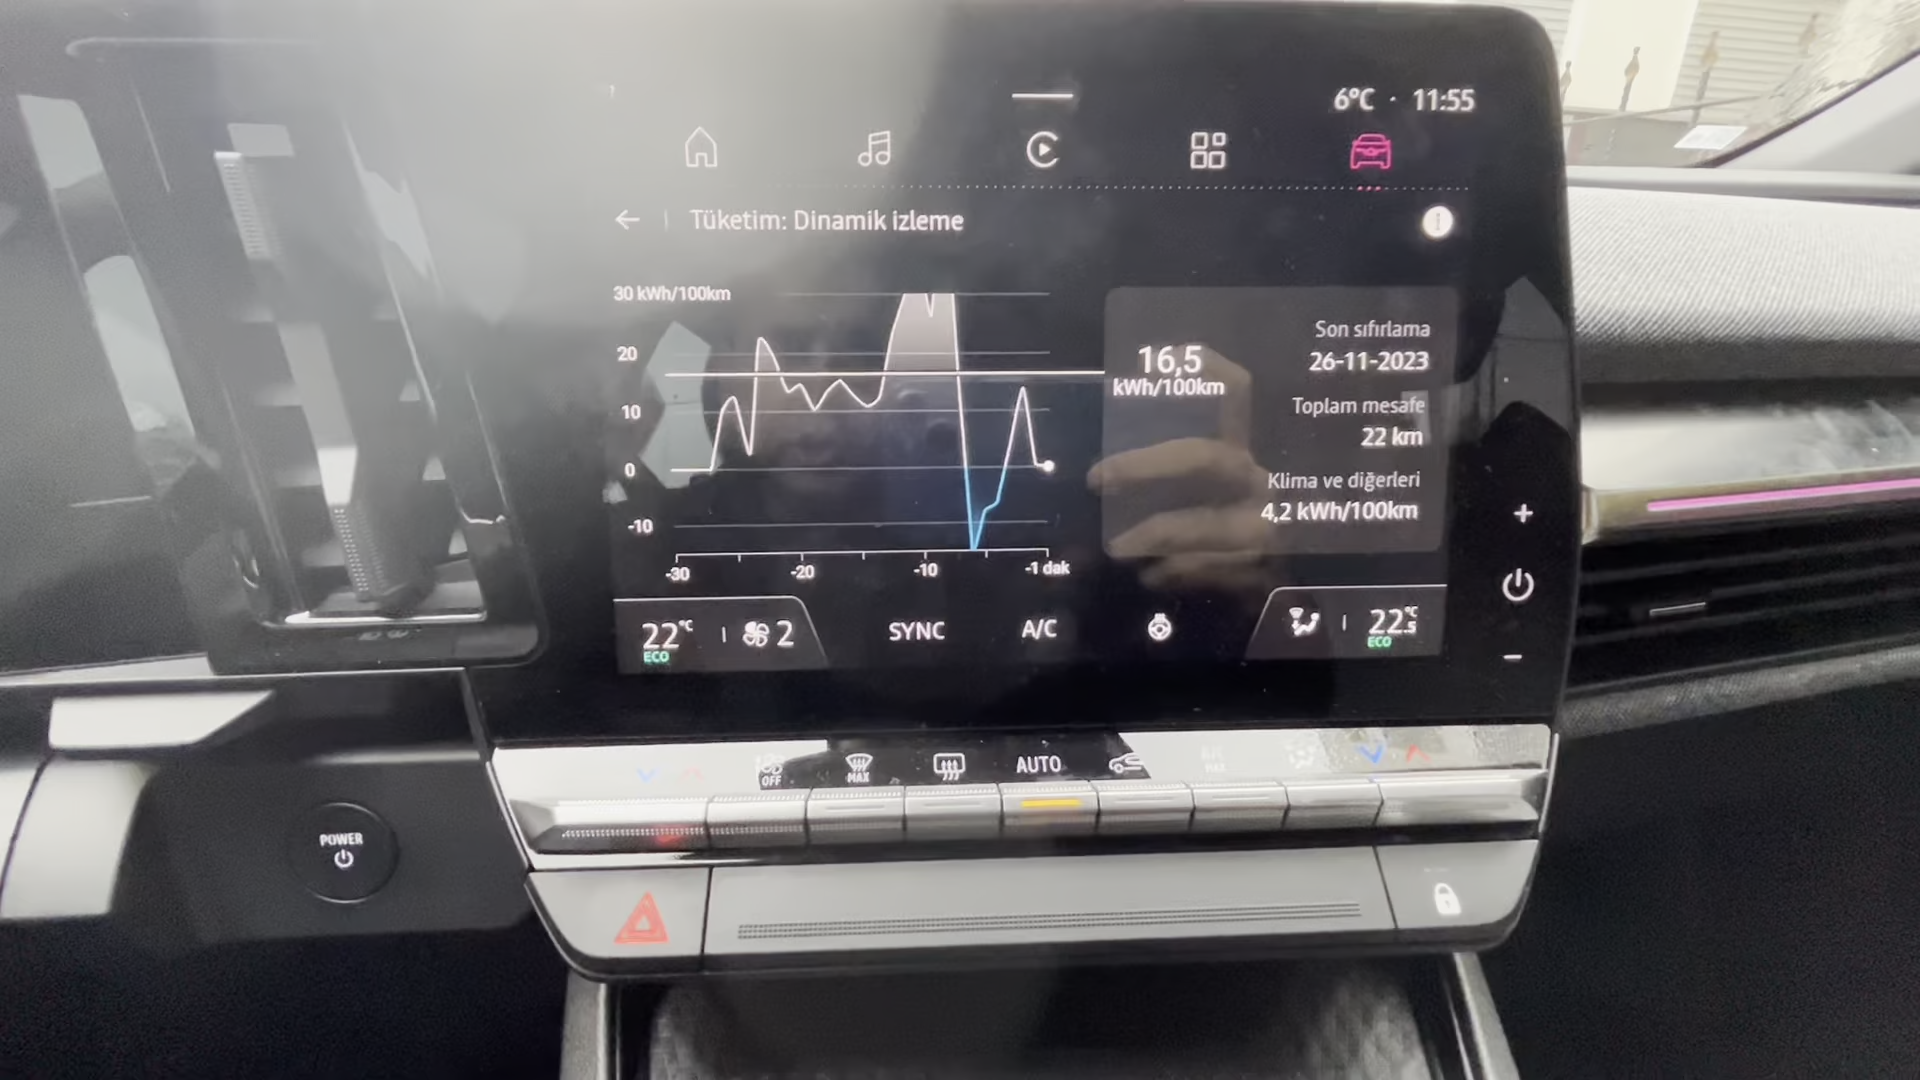 6°C · 11:55
Tüketim: Dinamik izleme
30 kWh/100km
20
10
0
-10
-30 -20 -10 -1 dak
16,5
kWh/100km
Son sıfırlama
26-11-2023
Toplam mesafe
22 km
Klima ve diğerleri
4,2 kWh/100km
22°C
ECO
2
SYNC
A/C
22.5°C
ECO
OFF
MAX
AUTO
A/C
MAX
POWER